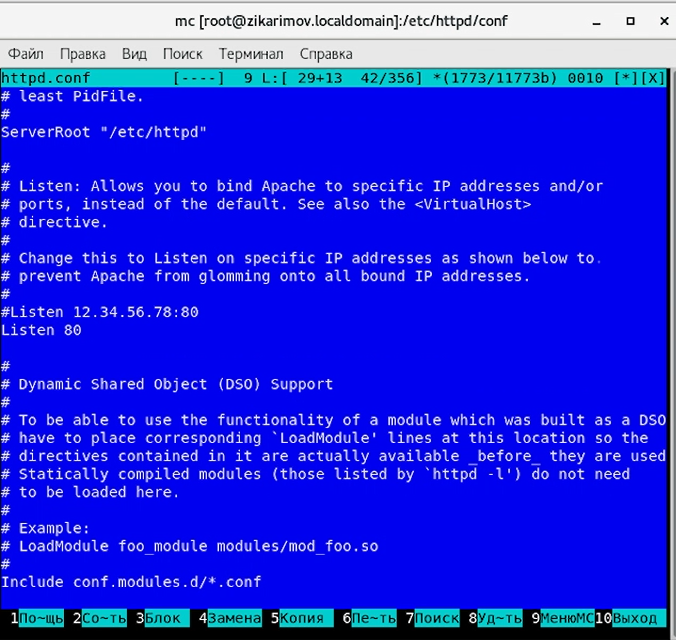 mc [root@zikarimov.localdomain]:/etc/httpd/conf
Файл Правка Вид Поиск Терминал Справка
httpd.conf [----] 9 L:[ 29+13 42/356] *(1773/11773b) 0010 [*][X]
# least PidFile.
#
ServerRoot "/etc/httpd"
#
# Listen: Allows you to bind Apache to specific IP addresses and/or
# ports, instead of the default. See also the <VirtualHost>
# directive.
#
# Change this to Listen on specific IP addresses as shown below to.
# prevent Apache from glomming onto all bound IP addresses.
#
#Listen 12.34.56.78:80
Listen 80
#
# Dynamic Shared Object (DSO) Support
#
# To be able to use the functionality of a module which was built as a DSO
# have to place corresponding `LoadModule' lines at this location so the
# directives contained in it are actually available _before_ they are used
# Statically compiled modules (those listed by `httpd -l') do not need
# to be loaded here.
#
# Example:
# LoadModule foo_module modules/mod_foo.so
#
Include conf.modules.d/*.conf
1По~щь 2Со~ть 3Блок 4Замена 5Копия 6Пе~ть 7Поиск 8Уд~ть 9МенюMC 10Выход